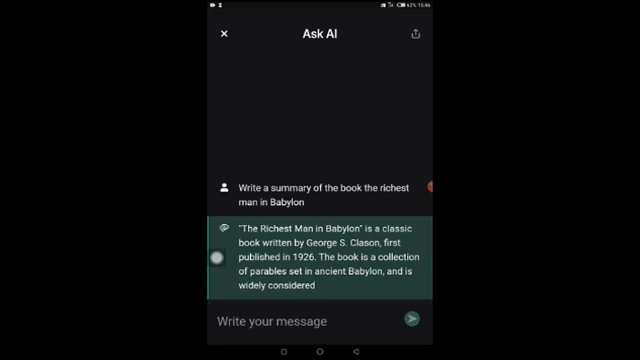 Ask AI
Write a summary of the book the richest
man in Babylon
"The Richest Man in Babylon" is a classic
book written by George S. Clason, first
published in 1926. The book is a collection
of parables set in ancient Babylon, and is
widely considered
Write your message